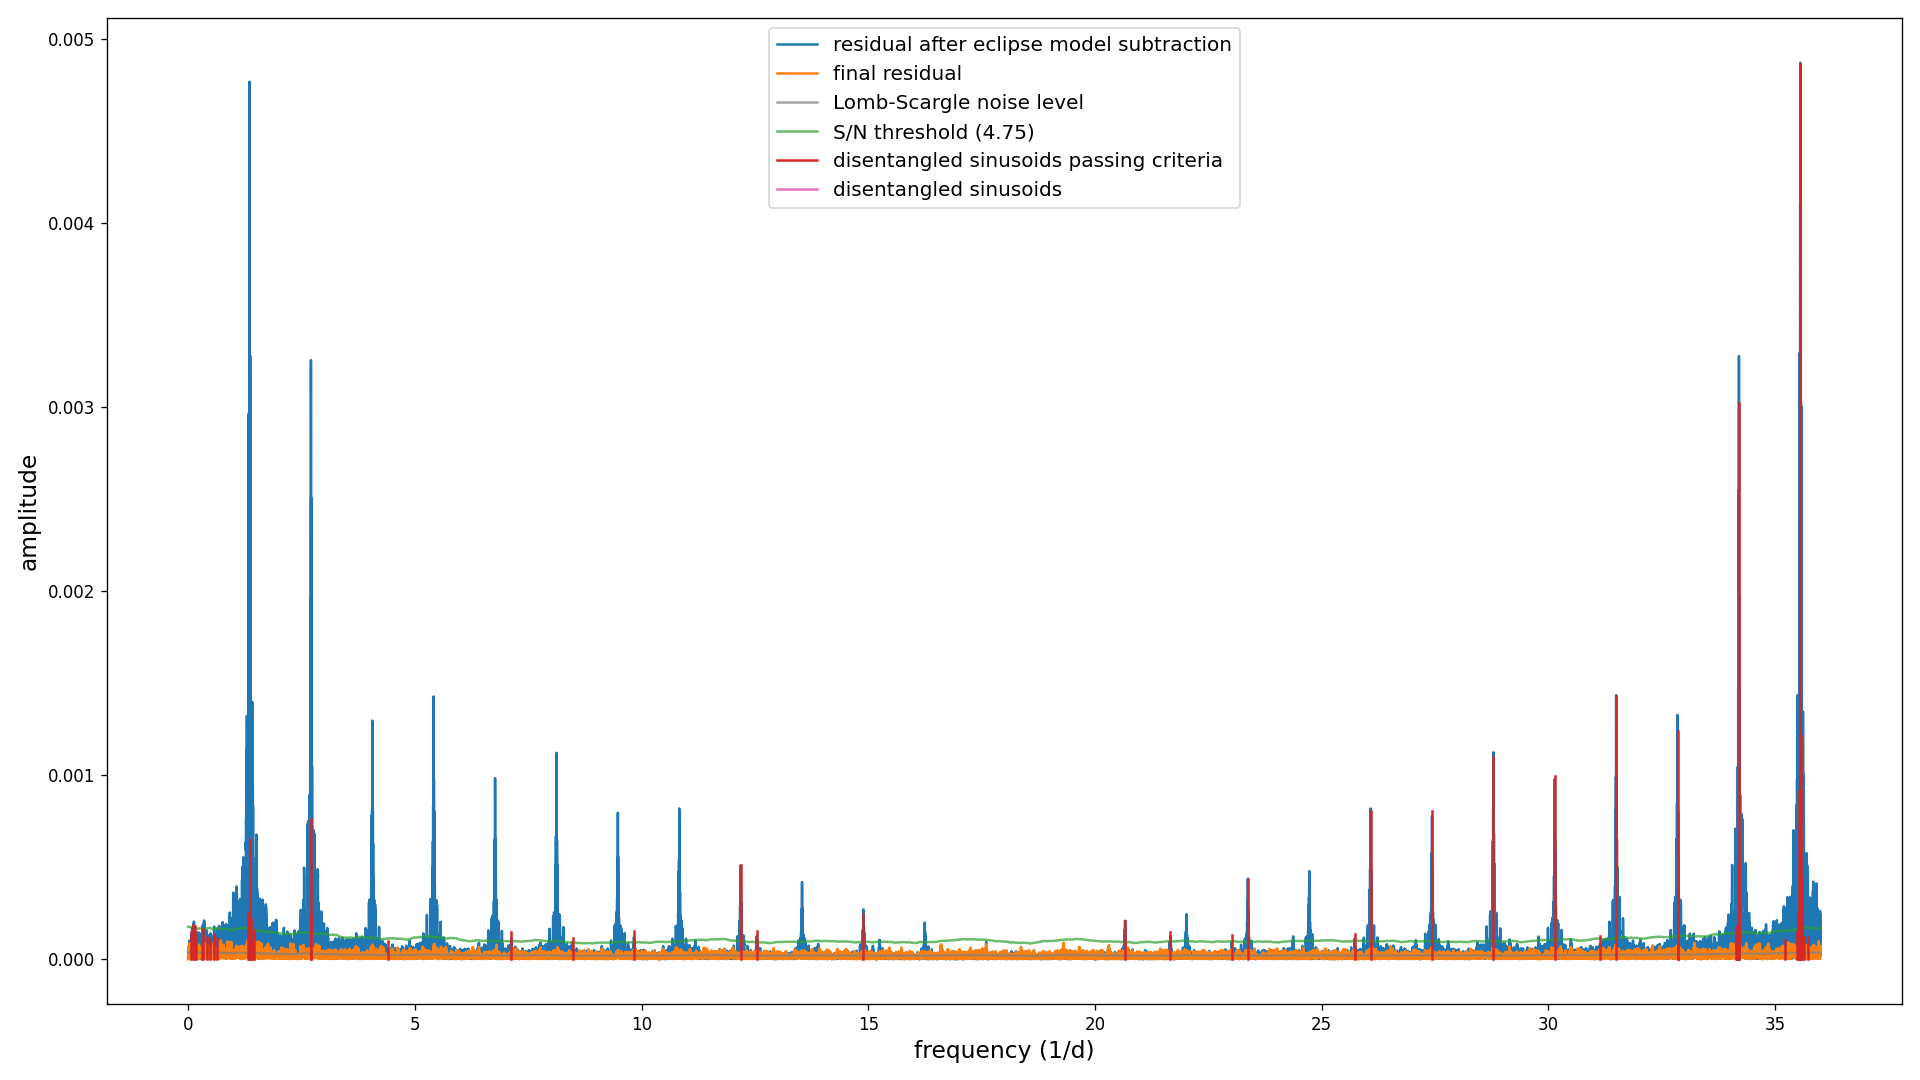 residual after eclipse model subtraction
final residual
Lomb-Scargle noise level
S/N threshold (4.75)
disentangled sinusoids passing criteria
disentangled sinusoids
0.005
0.004
0.003
0.002
0.001
0.000
amplitude
0 5 10 15 20 25 30 35
frequency (1/d)